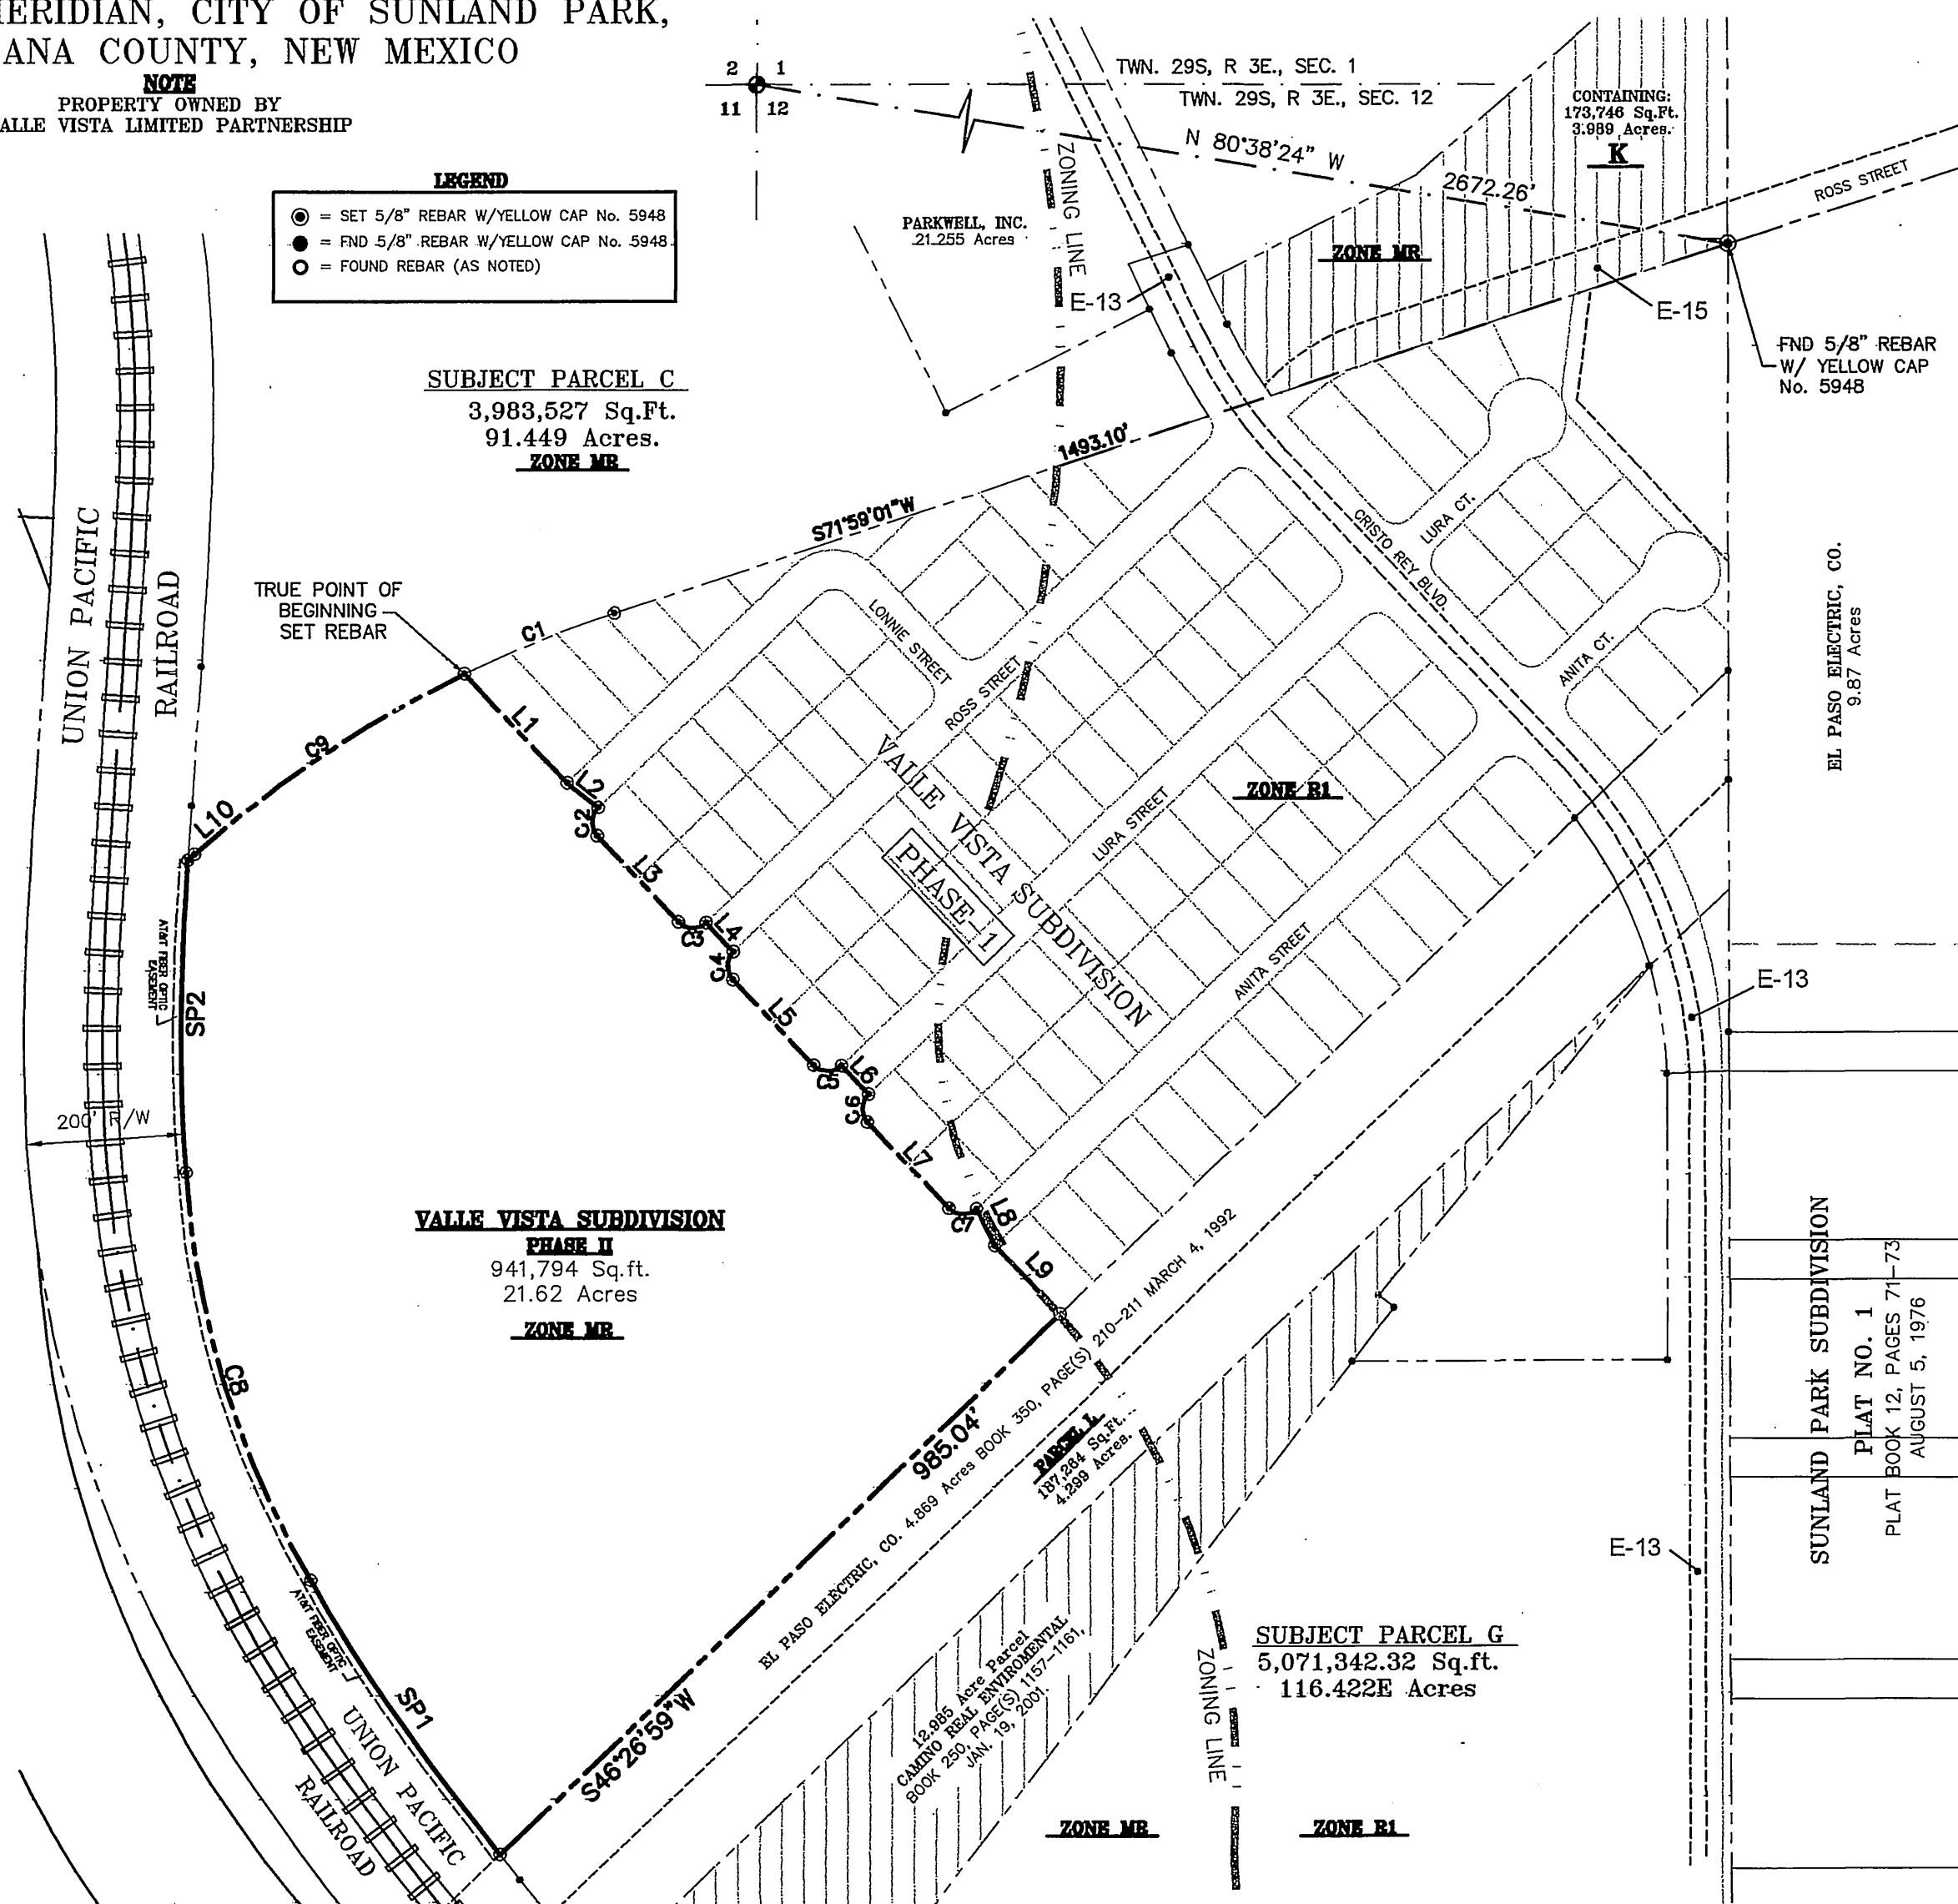 MERIDIAN, CITY OF SUNLAND PARK,
ANA COUNTY, NEW MEXICO
NOTE
PROPERTY OWNED BY
ALLE VISTA LIMITED PARTNERSHIP
LEGEND
= SET 5/8" REBAR W/YELLOW CAP No. 5948
= FND 5/8" REBAR W/YELLOW CAP No. 5948
= FOUND REBAR (AS NOTED)
2 1
11 12
TWN. 29S, R 3E., SEC. 1
TWN. 29S, R 3E., SEC. 12
N 80°38'24" W
2672.26'
CONTAINING:
173,746 Sq.Ft.
3.989 Acres.
K
ROSS STREET
ZONING LINE
PARKWELL, INC.
21.255 Acres
ZONE MR
E-13
E-15
FND 5/8" REBAR
W/ YELLOW CAP
No. 5948
SUBJECT PARCEL C
3,983,527 Sq.Ft.
91.449 Acres.
ZONE MR
1493.10'
S71°59'01"W
UNION PACIFIC
RAILROAD
TRUE POINT OF
BEGINNING
SET REBAR
C1
LONNIE STREET
ROSS STREET
CRISTO REY BLVD.
LURA CT.
ANITA CT.
EL PASO ELECTRIC, CO.
9.87 Acres
C9
L10
L1
L2
C2
L3
C3
L4
C4
L5
C5
L6
C6
L7
C7
L8
L9
VALLE VISTA SUBDIVISION
PHASE-1
LURA STREET
ZONE R1
ANITA STREET
E-13
AT&T FIBER OPTIC
EASEMENT
SP2
200' R/W
VALLE VISTA SUBDIVISION
PHASE II
941,794 Sq.ft.
21.62 Acres
ZONE MR
C8
985.04'
S46°26'59"W
EL PASO ELECTRIC, CO. 4.869 Acres BOOK 350, PAGE(S) 210-211 MARCH 4, 1992
PARCEL L
187,264 Sq.Ft.
4.299 Acres.
SUNLAND PARK SUBDIVISION
PLAT NO. 1
PLAT BOOK 12, PAGES 71-73
AUGUST 5, 1976
E-13
AT&T FIBER OPTIC
EASEMENT
SP1
UNION PACIFIC
RAILROAD
12.985 Acre Parcel
CAMINO REAL ENVIROMENTAL
BOOK 250, PAGE(S) 1157-1161,
JAN. 19, 2001.
ZONING LINE
SUBJECT PARCEL G
5,071,342.32 Sq.ft.
116.422E Acres
ZONE MR
ZONE R1